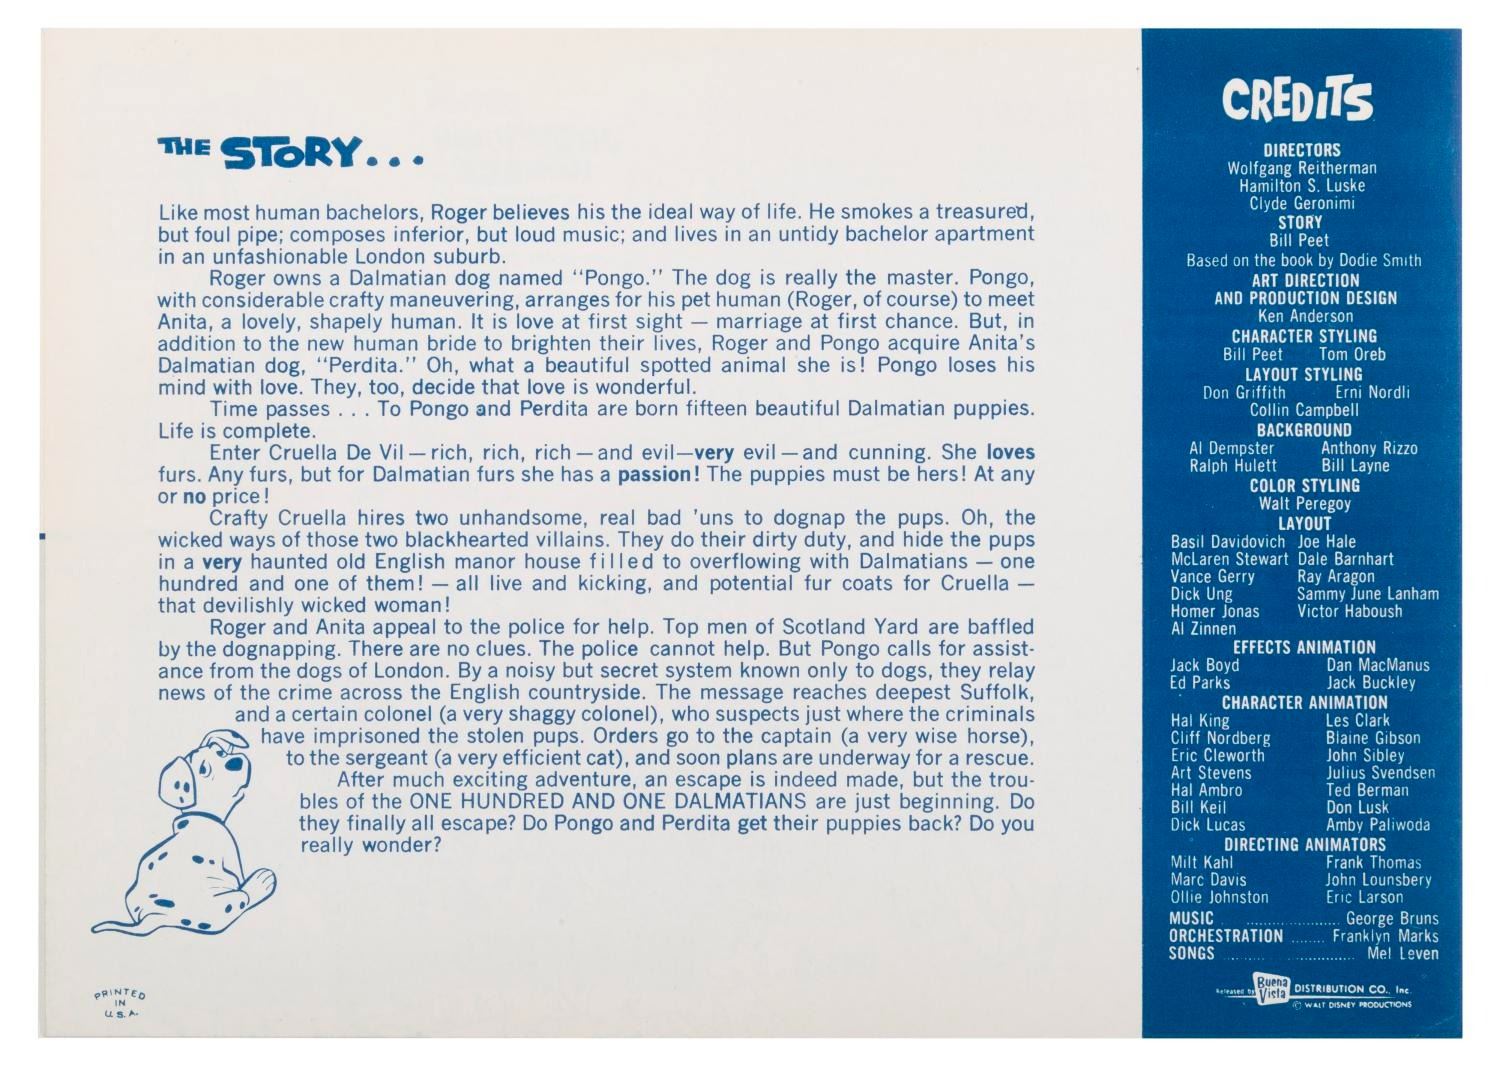 THE STORY...
Like most human bachelors, Roger believes his the ideal way of life. He smokes a treasured,
but foul pipe; composes inferior, but loud music; and lives in an untidy bachelor apartment
in an unfashionable London suburb.
Roger owns a Dalmatian dog named “Pongo.” The dog is really the master. Pongo,
with considerable crafty maneuvering, arranges for his pet human (Roger, of course) to meet
Anita, a lovely, shapely human. It is love at first sight — marriage at first chance. But, in
addition to the new human bride to brighten their lives, Roger and Pongo acquire Anita's
Dalmatian dog, “Perdita.” Oh, what a beautiful spotted animal she is! Pongo loses his
mind with love. They, too, decide that love is wonderful.
Time passes . . . To Pongo and Perdita are born fifteen beautiful Dalmatian puppies.
Life is complete.
Enter Cruella De Vil — rich, rich, rich — and evil—very evil — and cunning. She loves
furs. Any furs, but for Dalmatian furs she has a passion! The puppies must be hers! At any
or no price!
Crafty Cruella hires two unhandsome, real bad 'uns to dognap the pups. Oh, the
wicked ways of those two blackhearted villains. They do their dirty duty, and hide the pups
in a very haunted old English manor house filled to overflowing with Dalmatians — one
hundred and one of them! — all live and kicking, and potential fur coats for Cruella —
that devilishly wicked woman!
Roger and Anita appeal to the police for help. Top men of Scotland Yard are baffled
by the dognapping. There are no clues. The police cannot help. But Pongo calls for assist-
ance from the dogs of London. By a noisy but secret system known only to dogs, they relay
news of the crime across the English countryside. The message reaches deepest Suffolk,
and a certain colonel (a very shaggy colonel), who suspects just where the criminals
have imprisoned the stolen pups. Orders go to the captain (a very wise horse),
to the sergeant (a very efficient cat), and soon plans are underway for a rescue.
After much exciting adventure, an escape is indeed made, but the trou-
bles of the ONE HUNDRED AND ONE DALMATIANS are just beginning. Do
they finally all escape? Do Pongo and Perdita get their puppies back? Do you
really wonder?
PRINTED
IN
U.S.A.
CREDITS
DIRECTORS
Wolfgang Reitherman
Hamilton S. Luske
Clyde Geronimi
STORY
Bill Peet
Based on the book by Dodie Smith
ART DIRECTION
AND PRODUCTION DESIGN
Ken Anderson
CHARACTER STYLING
Bill Peet Tom Oreb
LAYOUT STYLING
Don Griffith Erni Nordli
Collin Campbell
BACKGROUND
Al Dempster Anthony Rizzo
Ralph Hulett Bill Layne
COLOR STYLING
Walt Peregoy
LAYOUT
Basil Davidovich Joe Hale
McLaren Stewart Dale Barnhart
Vance Gerry Ray Aragon
Dick Ung Sammy June Lanham
Homer Jonas Victor Haboush
Al Zinnen
EFFECTS ANIMATION
Jack Boyd Dan MacManus
Ed Parks Jack Buckley
CHARACTER ANIMATION
Hal King Les Clark
Cliff Nordberg Blaine Gibson
Eric Cleworth John Sibley
Art Stevens Julius Svendsen
Hal Ambro Ted Berman
Bill Keil Don Lusk
Dick Lucas Amby Paliwoda
DIRECTING ANIMATORS
Milt Kahl Frank Thomas
Marc Davis John Lounsbery
Ollie Johnston Eric Larson
MUSIC ..................... George Bruns
ORCHESTRATION ........ Franklyn Marks
SONGS ............................... Mel Leven
Released by Buena Vista DISTRIBUTION CO., Inc.
© WALT DISNEY PRODUCTIONS